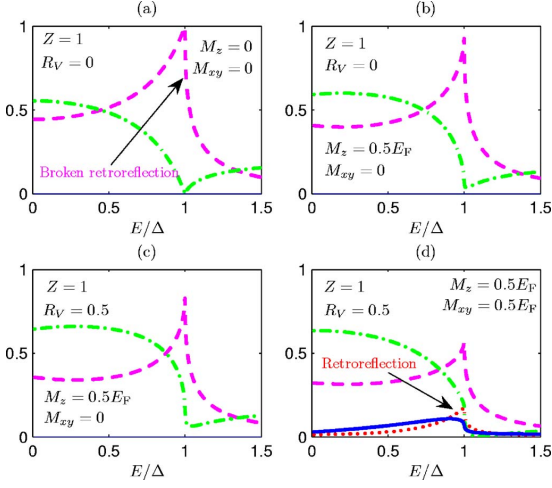 (a)
Z = 1
R_V = 0
M_z = 0
M_xy = 0
Broken retroreflection
1
0.5
0
0 0.5 1 1.5
E/Δ
(b)
Z = 1
R_V = 0
M_z = 0.5E_F
M_xy = 0
1
0.5
0
0 0.5 1 1.5
E/Δ
(c)
Z = 1
R_V = 0.5
M_z = 0.5E_F
M_xy = 0
1
0.5
0
0 0.5 1 1.5
E/Δ
(d)
Z = 1
R_V = 0.5
M_z = 0.5E_F
M_xy = 0.5E_F
Retroreflection
1
0.5
0
0 0.5 1 1.5
E/Δ